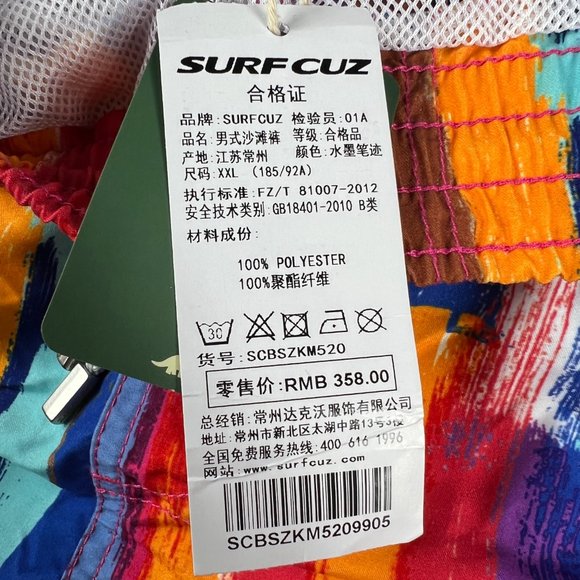 SURF CUZ
合格证
品牌: SURFCUZ 检验员: 01A
品名: 男式沙滩裤 等级: 合格品
产地: 江苏常州 颜色: 水墨笔迹
尺码: XXL (185/92A)
执行标准: FZ/T 81007-2012
安全技术类别: GB18401-2010 B类
材料成份:
100% POLYESTER
100%聚酯纤维
30
货号: SCBSZKM520
零售价: RMB 358.00
总经销: 常州达克沃服饰有限公司
地址: 常州市新北区太湖中路13号3楼
全国免费服务热线: 400 616 1996
网站: www.surfcuz.com
SCBSZKM5209905